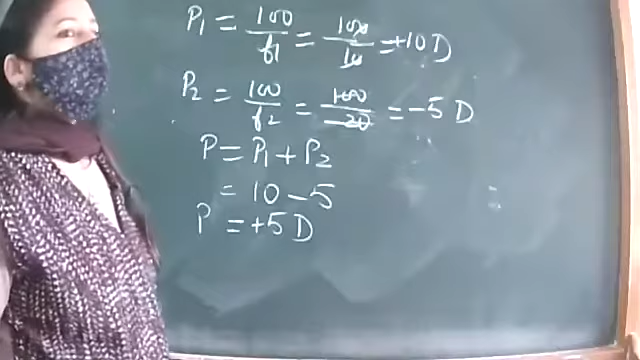 P1 = 100/f1 = 100/10 = +10 D
P2 = 100/f2 = 100/-20 = -5 D
P = P1 + P2
= 10 - 5
P = +5 D